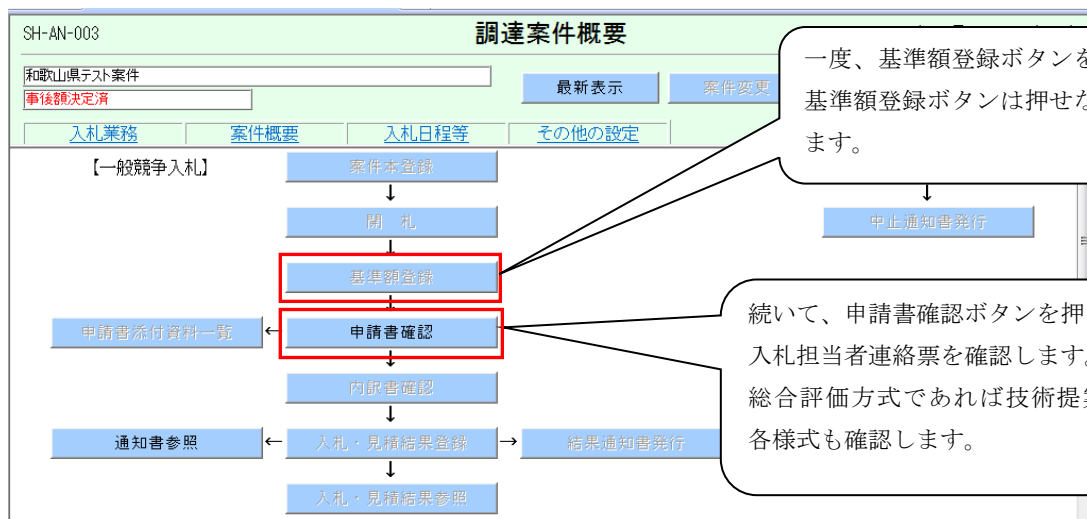 SH-AN-003
調達案件概要
和歌山県テスト案件
事後額決定済
最新表示
案件変更
入札業務
案件概要
入札日程等
その他の設定
一度、基準額登録ボタンを
基準額登録ボタンは押せな
ます。
【一般競争入札】
案件本登録
↓
↓
開 札
中止通知書発行
↓
基準額登録
↓
申請書添付資料一覧
←
申請書確認
↓
内訳書確認
↓
通知書参照
←
入札・見積結果登録
→
結果通知書発行
↓
入札・見積結果参照
続いて、申請書確認ボタンを押
入札担当者連絡票を確認します。
総合評価方式であれば技術提案
各様式も確認します。